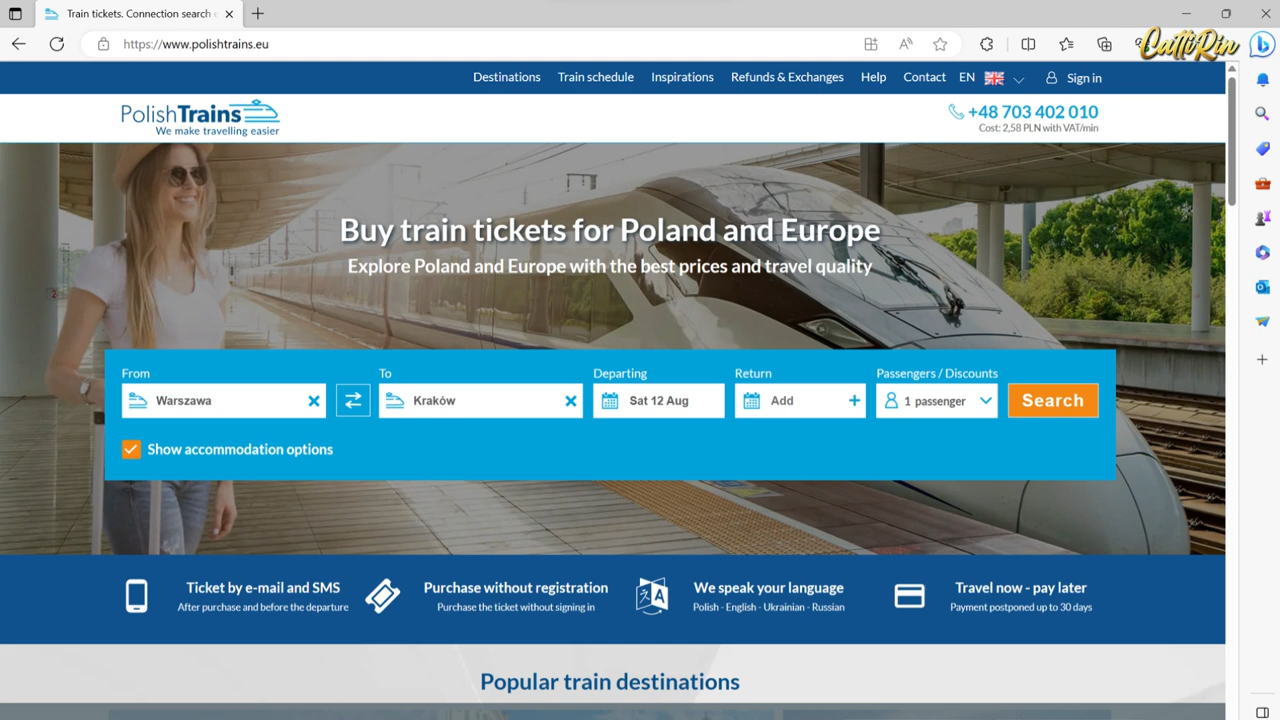 Train tickets. Connection search
https://www.polishtrains.eu
CattiRin
Destinations Train schedule Inspirations Refunds & Exchanges Help Contact EN Sign in
PolishTrains
We make travelling easier
+48 703 402 010
Cost: 2,58 PLN with VAT/min
Buy train tickets for Poland and Europe
Explore Poland and Europe with the best prices and travel quality
From To Departing Return Passengers / Discounts
Warszawa Kraków Sat 12 Aug Add 1 passenger Search
Show accommodation options
Ticket by e-mail and SMS
After purchase and before the departure
Purchase without registration
Purchase the ticket without signing in
We speak your language
Polish - English - Ukrainian - Russian
Travel now - pay later
Payment postponed up to 30 days
Popular train destinations